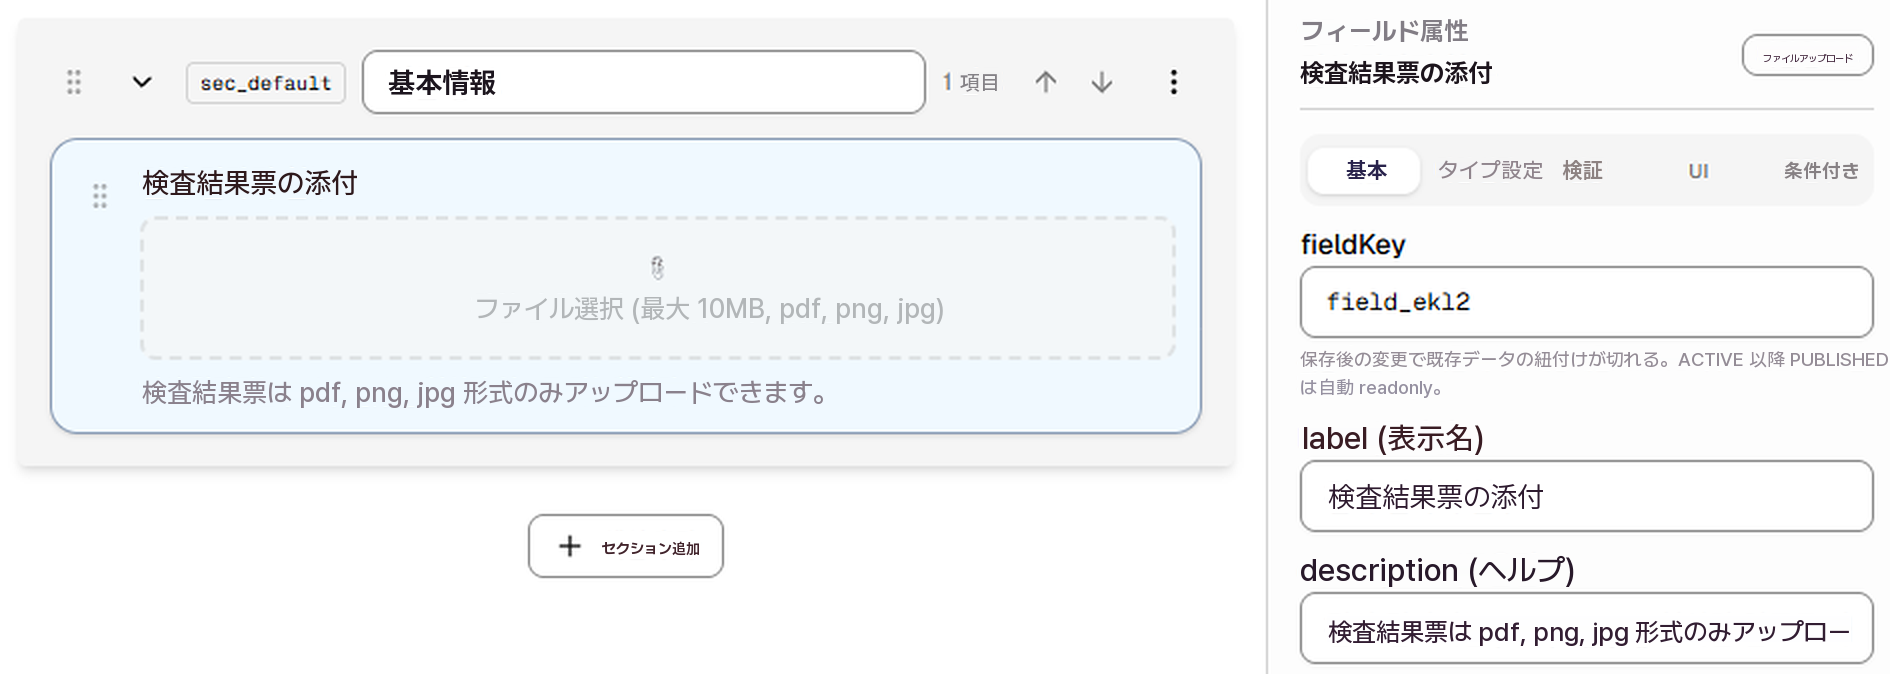 sec_default
基本情報
1 項目
検査結果票の添付
ファイル選択 (最大 10MB, pdf, png, jpg)
検査結果票は pdf, png, jpg 形式のみアップロードできます。
セクション追加
フィールド属性
検査結果票の添付
ファイルアップロード
基本 タイプ設定 検証 UI 条件付き
fieldKey
field_ekl2
保存後の変更で既存データの紐付けが切れる。ACTIVE 以降 PUBLISHED
は自動 readonly。
label (表示名)
検査結果票の添付
description (ヘルプ)
検査結果票は pdf, png, jpg 形式のみアップロー